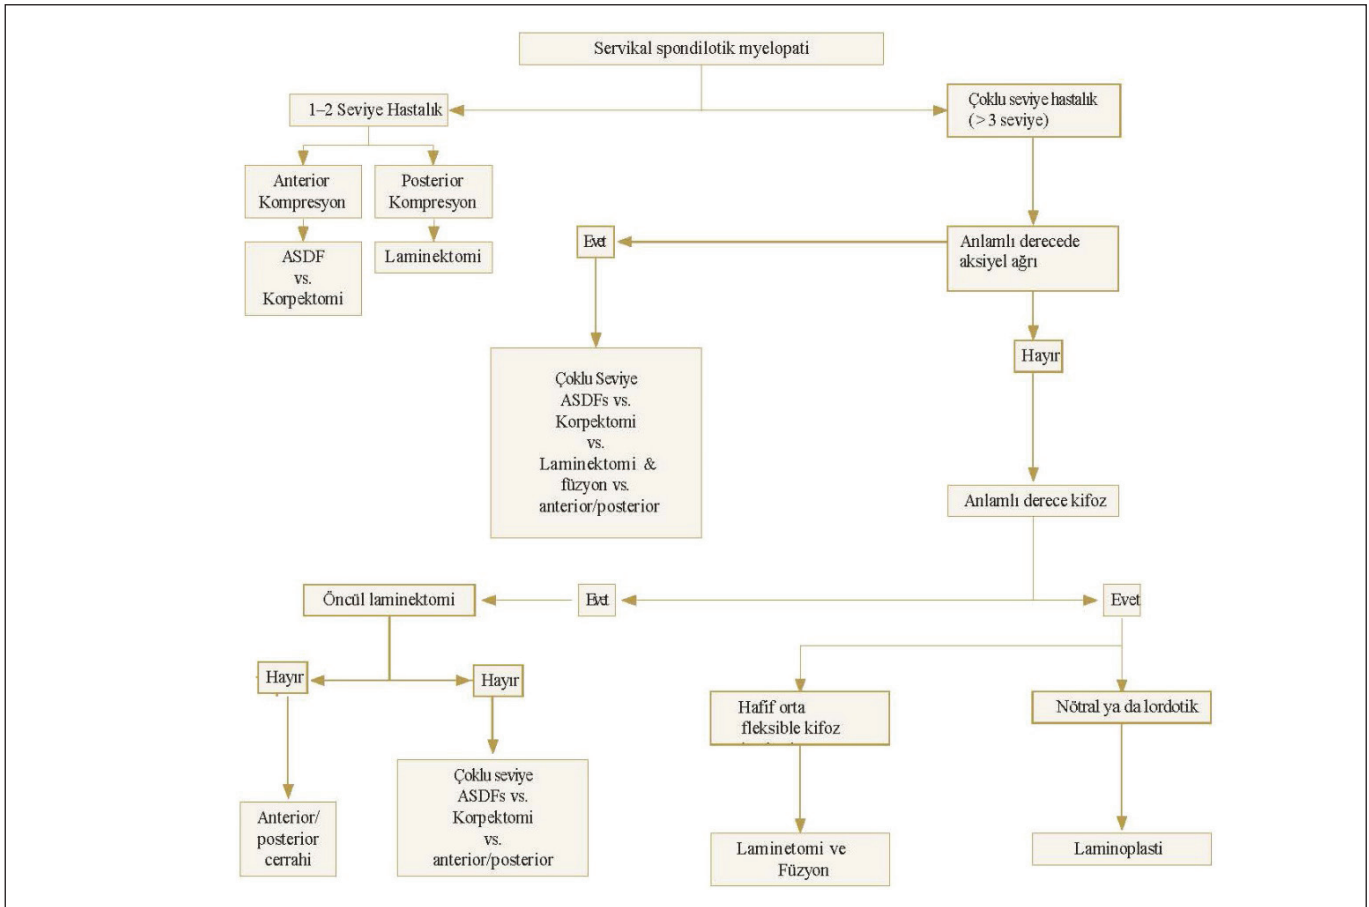 Servikal spondilotik myelopati
1–2 Seviye Hastalık
Çoklu seviye hastalık
(> 3 seviye)
Anterior
Kompresyon
Posterior
Kompresyon
ASDF
vs.
Korpektomi
Laminektomi
Evet
Anlamlı derecede
aksiyel ağrı
Hayır
Çoklu Seviye
ASDFs vs.
Korpektomi
vs.
Laminektomi &
füzyon vs.
anterior/posterior
Anlamlı derece kifoz
Öncül laminektomi
Evet
Evet
Hayır
Hayır
Hafif orta
fleksible kifoz
Nötral ya da lordotik
Anterior/
posterior
cerrahi
Çoklu seviye
ASDFs vs.
Korpektomi
vs.
anterior/posterior
Laminetomi ve
Füzyon
Laminoplasti